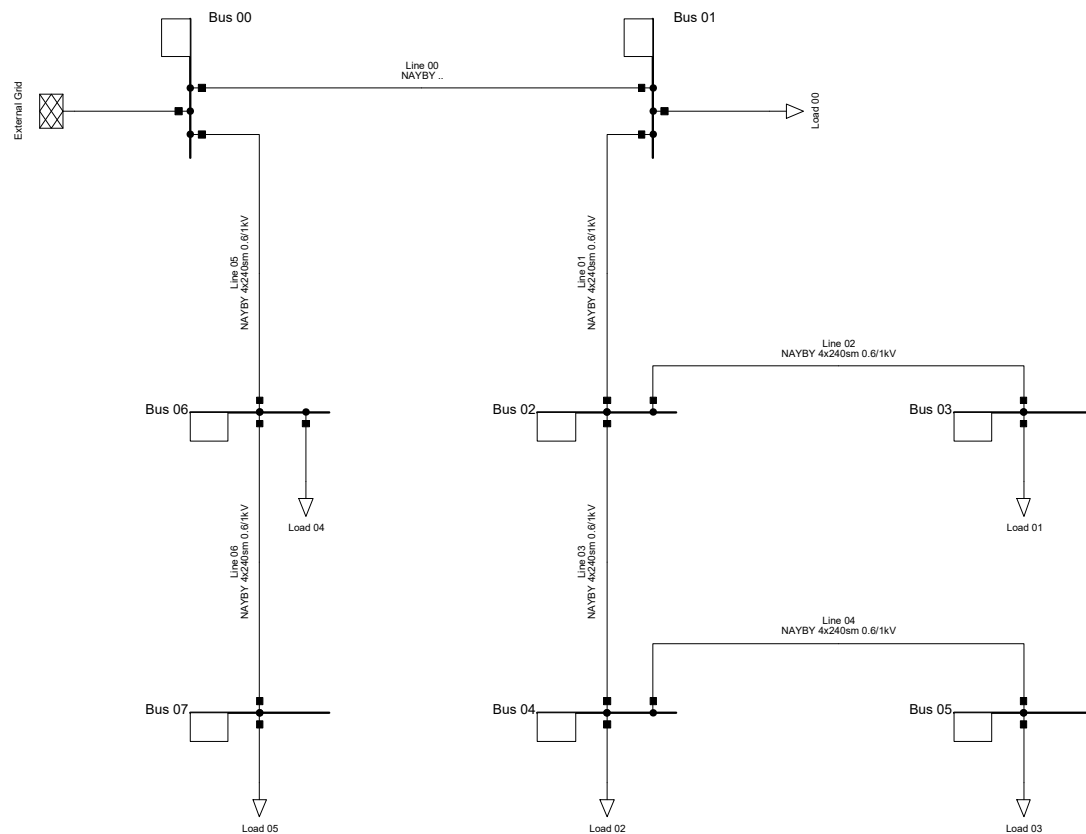 Bus 00
Bus 01
Line 00
NAYBY ..
External Grid
Load 00
Line 05
NAYBY 4x240sm 0.6/1kV
Line 01
NAYBY 4x240sm 0.6/1kV
Line 02
NAYBY 4x240sm 0.6/1kV
Bus 06
Bus 02
Bus 03
Load 04
Load 01
Line 06
NAYBY 4x240sm 0.6/1kV
Line 03
NAYBY 4x240sm 0.6/1kV
Line 04
NAYBY 4x240sm 0.6/1kV
Bus 07
Bus 04
Bus 05
Load 05
Load 02
Load 03